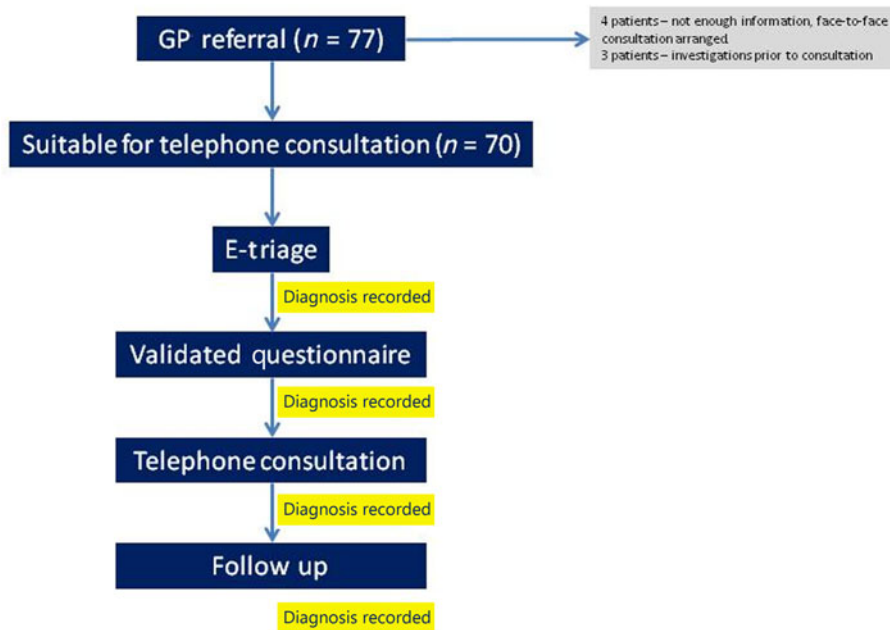 GP referral (n = 77)
4 patients – not enough information, face-to-face
consultation arranged.
3 patients – investigations prior to consultation
Suitable for telephone consultation (n = 70)
E-triage
Diagnosis recorded
Validated questionnaire
Diagnosis recorded
Telephone consultation
Diagnosis recorded
Follow up
Diagnosis recorded